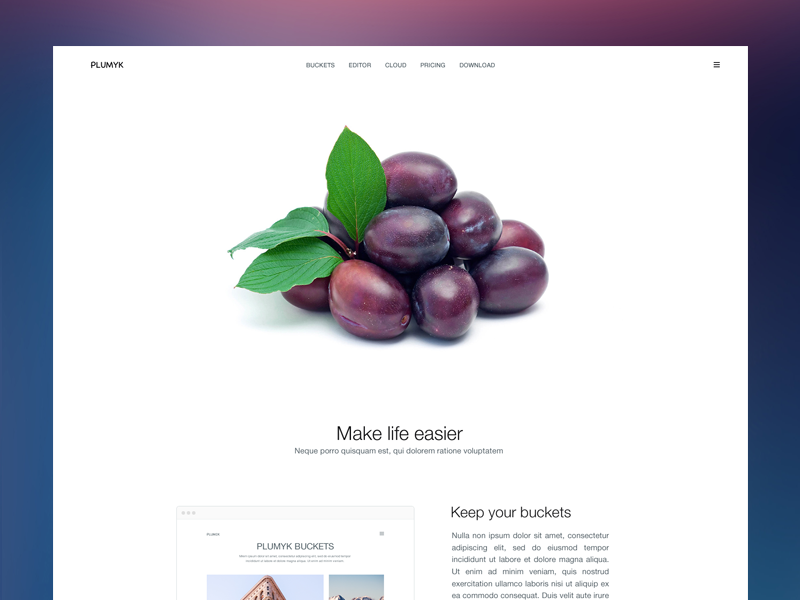 PLUMYK
BUCKETS EDITOR CLOUD PRICING DOWNLOAD
Make life easier
Neque porro quisquam est, qui dolorem ratione voluptatem
Keep your buckets
Nulla non ipsum dolor sit amet, consectetur
adipiscing elit, sed do eiusmod tempor
incididunt ut labore et dolore magna aliqua.
Ut enim ad minim veniam, quis nostrud
exercitation ullamco laboris nisi ut aliquip ex
ea commodo consequat. Duis velit aute irure
PLUMYK
PLUMYK BUCKETS